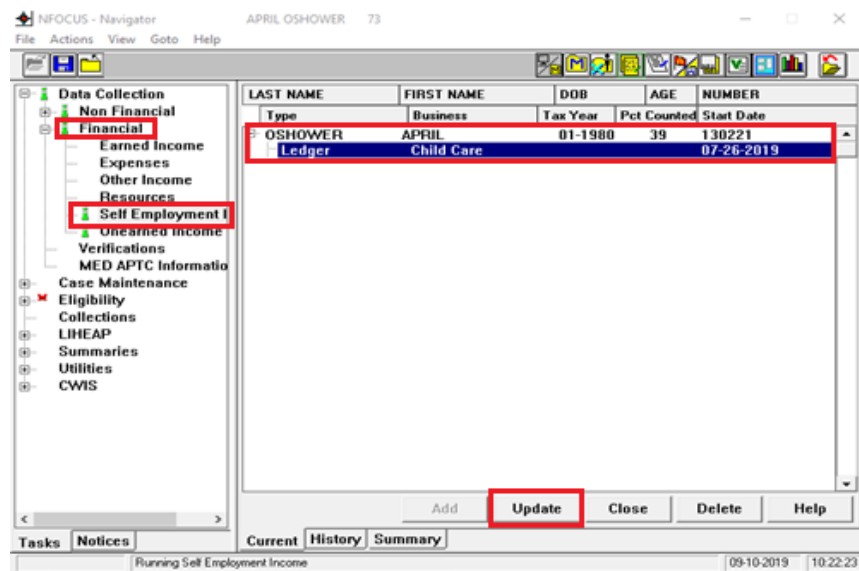 NFOCUS - Navigator APRIL OSHOWER 73
File Actions View Goto Help
Data Collection
Non Financial
Financial
Earned Income
Expenses
Other Income
Resources
Self Employment I
Unearned Income
Verifications
MED APTC Informatio
Case Maintenance
Eligibility
Collections
LIHEAP
Summaries
Utilities
CWIS
LAST NAME FIRST NAME DOB AGE NUMBER
Type Business Tax Year Pct Counted Start Date
OSHOWER APRIL 01-1980 39 130221
Ledger Child Care 07-26-2019
Add Update Close Delete Help
Tasks Notices Current History Summary
Running Self Employment Income 09-10-2019 10:22:23